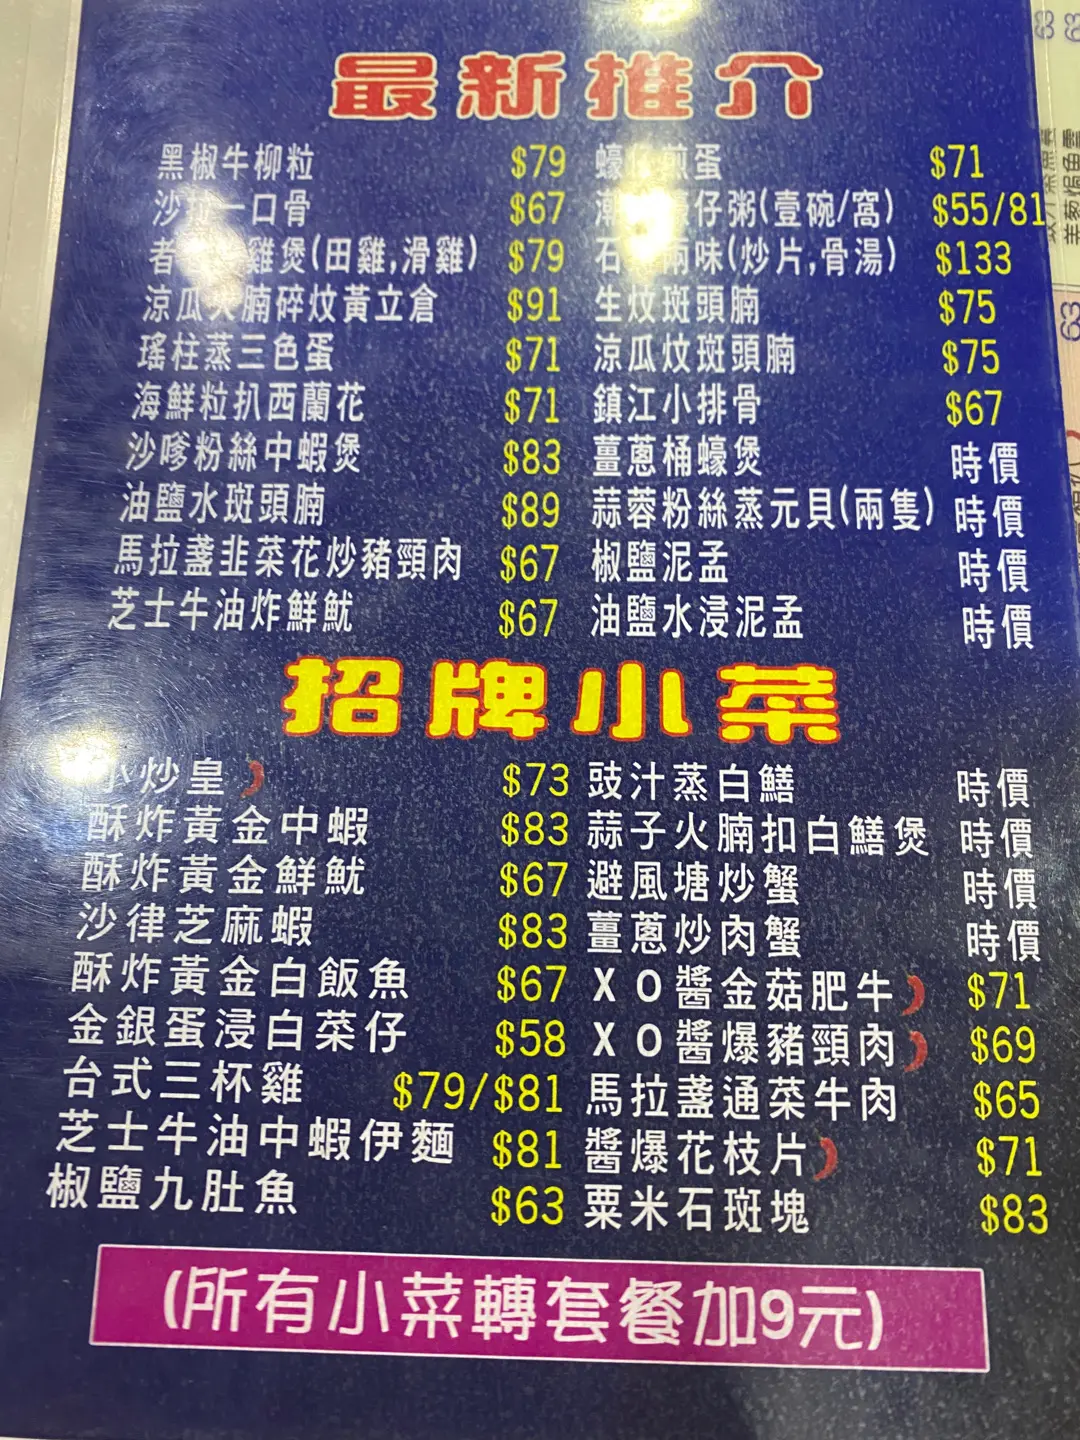 最新推介
黑椒牛柳粒 $79 蠔 煎蛋 $71
沙 一口骨 $67 仔粥(壹碗/窩) $55/81
者 雞煲(田雞,滑雞) $79 石 兩味(炒片,骨湯) $133
涼瓜火腩碎炆黃立倉 $91 生炆斑頭腩 $75
瑤柱蒸三色蛋 $71 涼瓜炆斑頭腩 $75
海鮮粒扒西蘭花 $71 鎮江小排骨 $67
沙嗲粉絲中蝦煲 $83 薑蔥桶蠔煲 時價
油鹽水斑頭腩 $89 蒜蓉粉絲蒸元貝(兩隻) 時價
馬拉盞韭菜花炒豬頸肉 $67 椒鹽泥孟 時價
芝士牛油炸鮮魷 $67 油鹽水浸泥孟 時價
招牌小菜
小炒皇 $73 豉汁蒸白鱔 時價
酥炸黃金中蝦 $83 蒜子火腩扣白鱔煲 時價
酥炸黃金鮮魷 $67 避風塘炒蟹 時價
沙律芝麻蝦 $83 薑蔥炒肉蟹 時價
酥炸黃金白飯魚 $67 XO醬金菇肥牛 $71
金銀蛋浸白菜仔 $58 XO醬爆豬頸肉 $69
台式三杯雞 $79/$81 馬拉盞通菜牛肉 $65
芝士牛油中蝦伊麵 $81 醬爆花枝片 $71
椒鹽九肚魚 $63 粟米石斑塊 $83
(所有小菜轉套餐加9元)
63